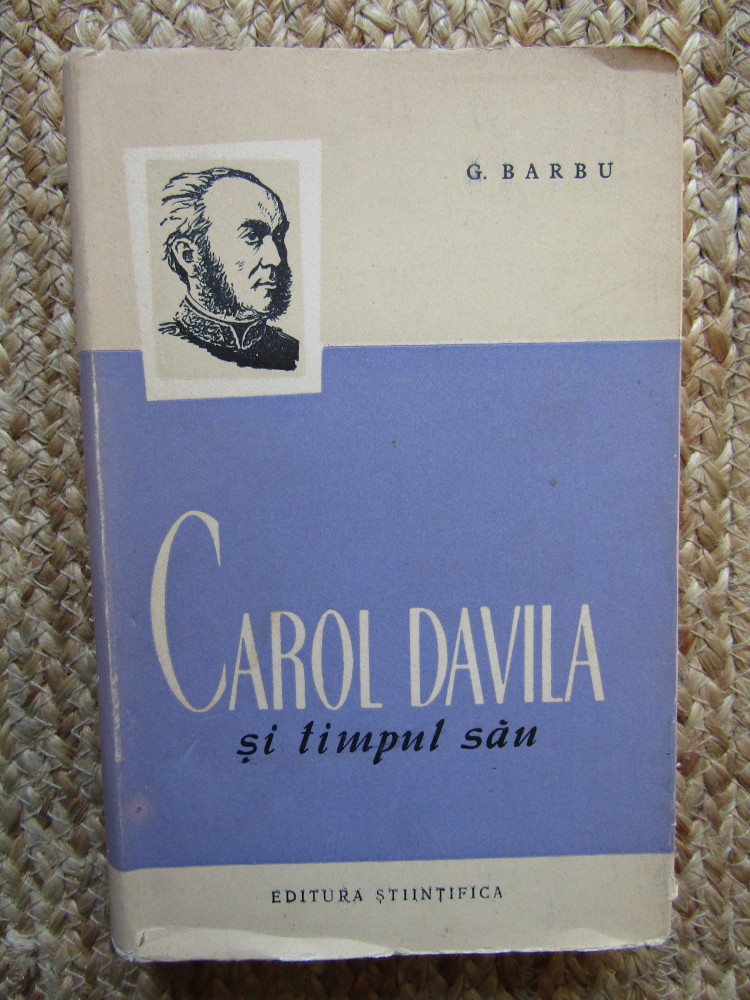 G. BARBU
CAROL DAVILA
și timpul său
EDITURA ȘTIINȚIFICA